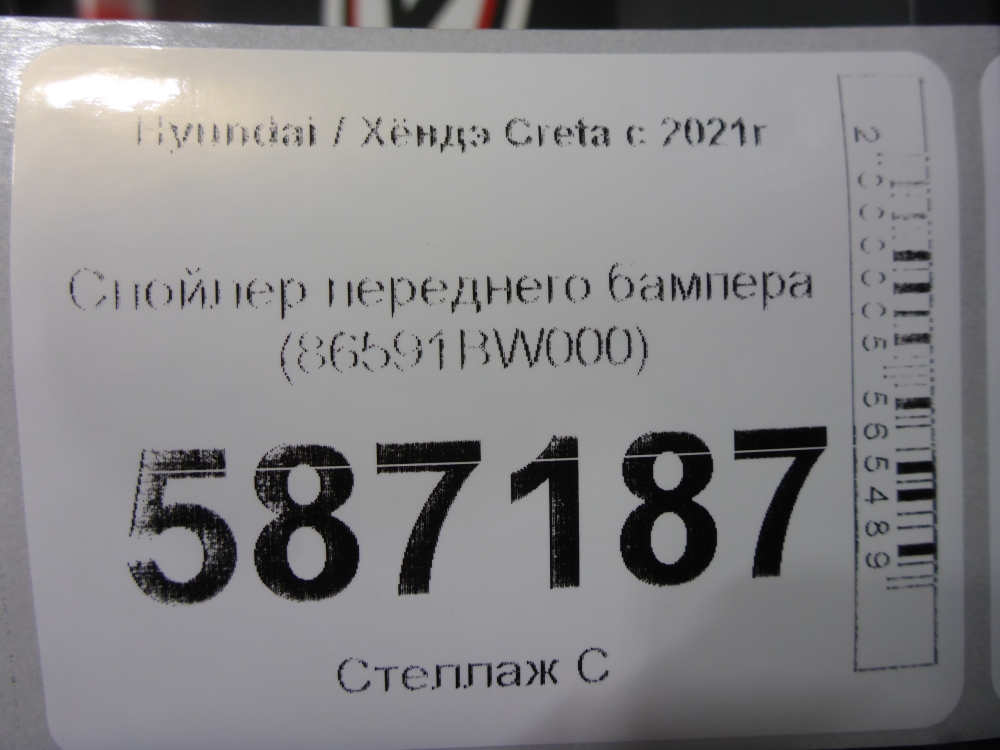 Hyundai / Хёндэ Creta с 2021г
Спойлер переднего бампера
(86591BW000)
587187
Стеллаж С
2000005565489